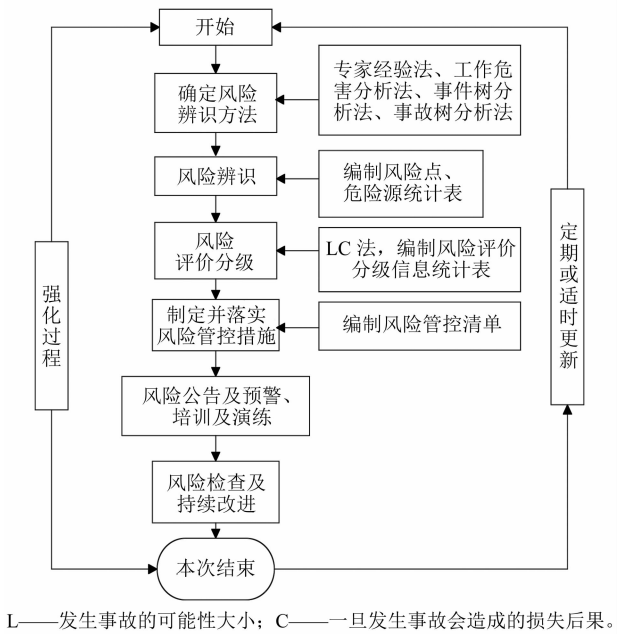 开始
确定风险
辨识方法
专家经验法、工作危
害分析法、事件树分
析法、事故树分析法
风险辨识
编制风险点、
危险源统计表
风险
评价分级
LC 法，编制风险评价
分级信息统计表
制定并落实
风险管控措施
编制风险管控清单
风险公告及预警、
培训及演练
风险检查及
持续改进
本次结束
强化过程
定期或适时更新
L——发生事故的可能性大小；C——一旦发生事故会造成的损失后果。